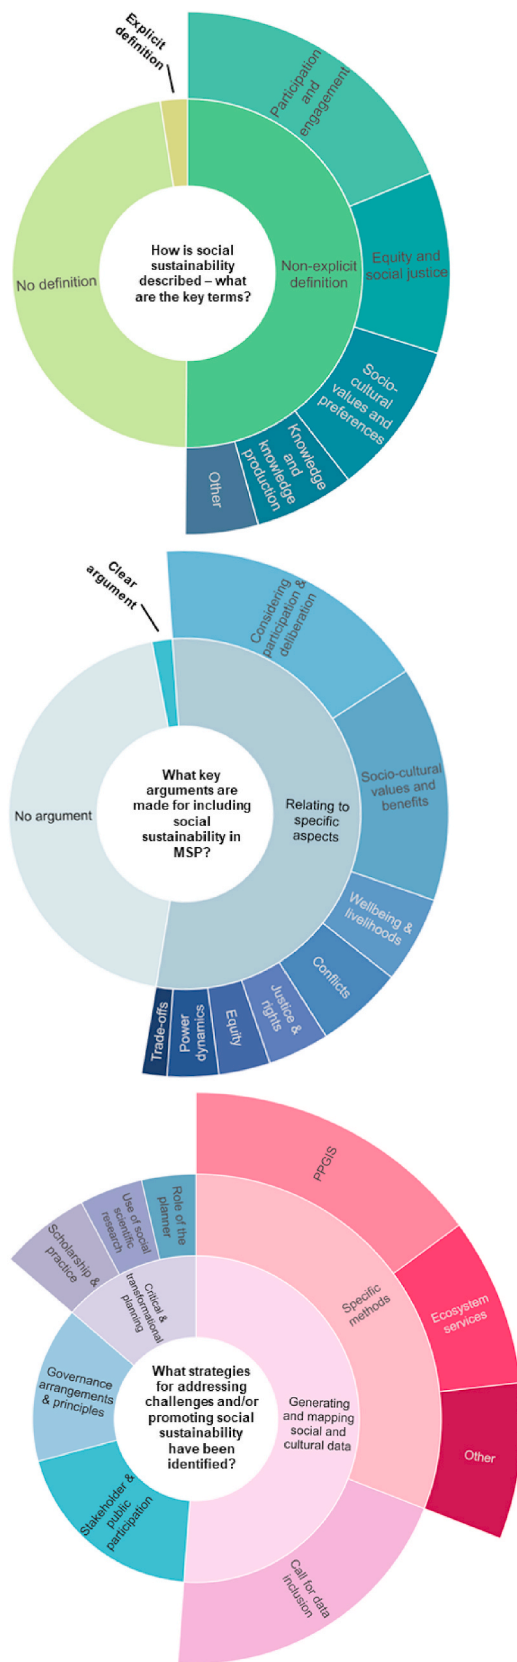 Explicit
definition
Participation
and
engagement
How is social
sustainability
described – what
are the key terms?
No definition
Non-explicit
definition
Equity and
social justice
Socio-
cultural
values and
preferences
Knowledge
and
knowledge
production
Other
Clear
argument
Considering
participation &
deliberation
What key
arguments are
made for including
social
sustainability in
MSP?
No argument
Relating to
specific
aspects
Socio-cultural
values and
benefits
Wellbeing &
livelihoods
Conflicts
Justice &
rights
Equity
Power
dynamics
Trade-offs
PPGIS
Role of the
planner
Use of social
scientific
research
Scholarship &
practice
Critical &
transformational
planning
Specific
methods
Ecosystem
services
Other
What strategies
for addressing
challenges and/or
promoting social
sustainability
have been
identified?
Governance
arrangements
& principles
Generating
and mapping
social and
cultural data
Stakeholder &
public
participation
Call for data
inclusion